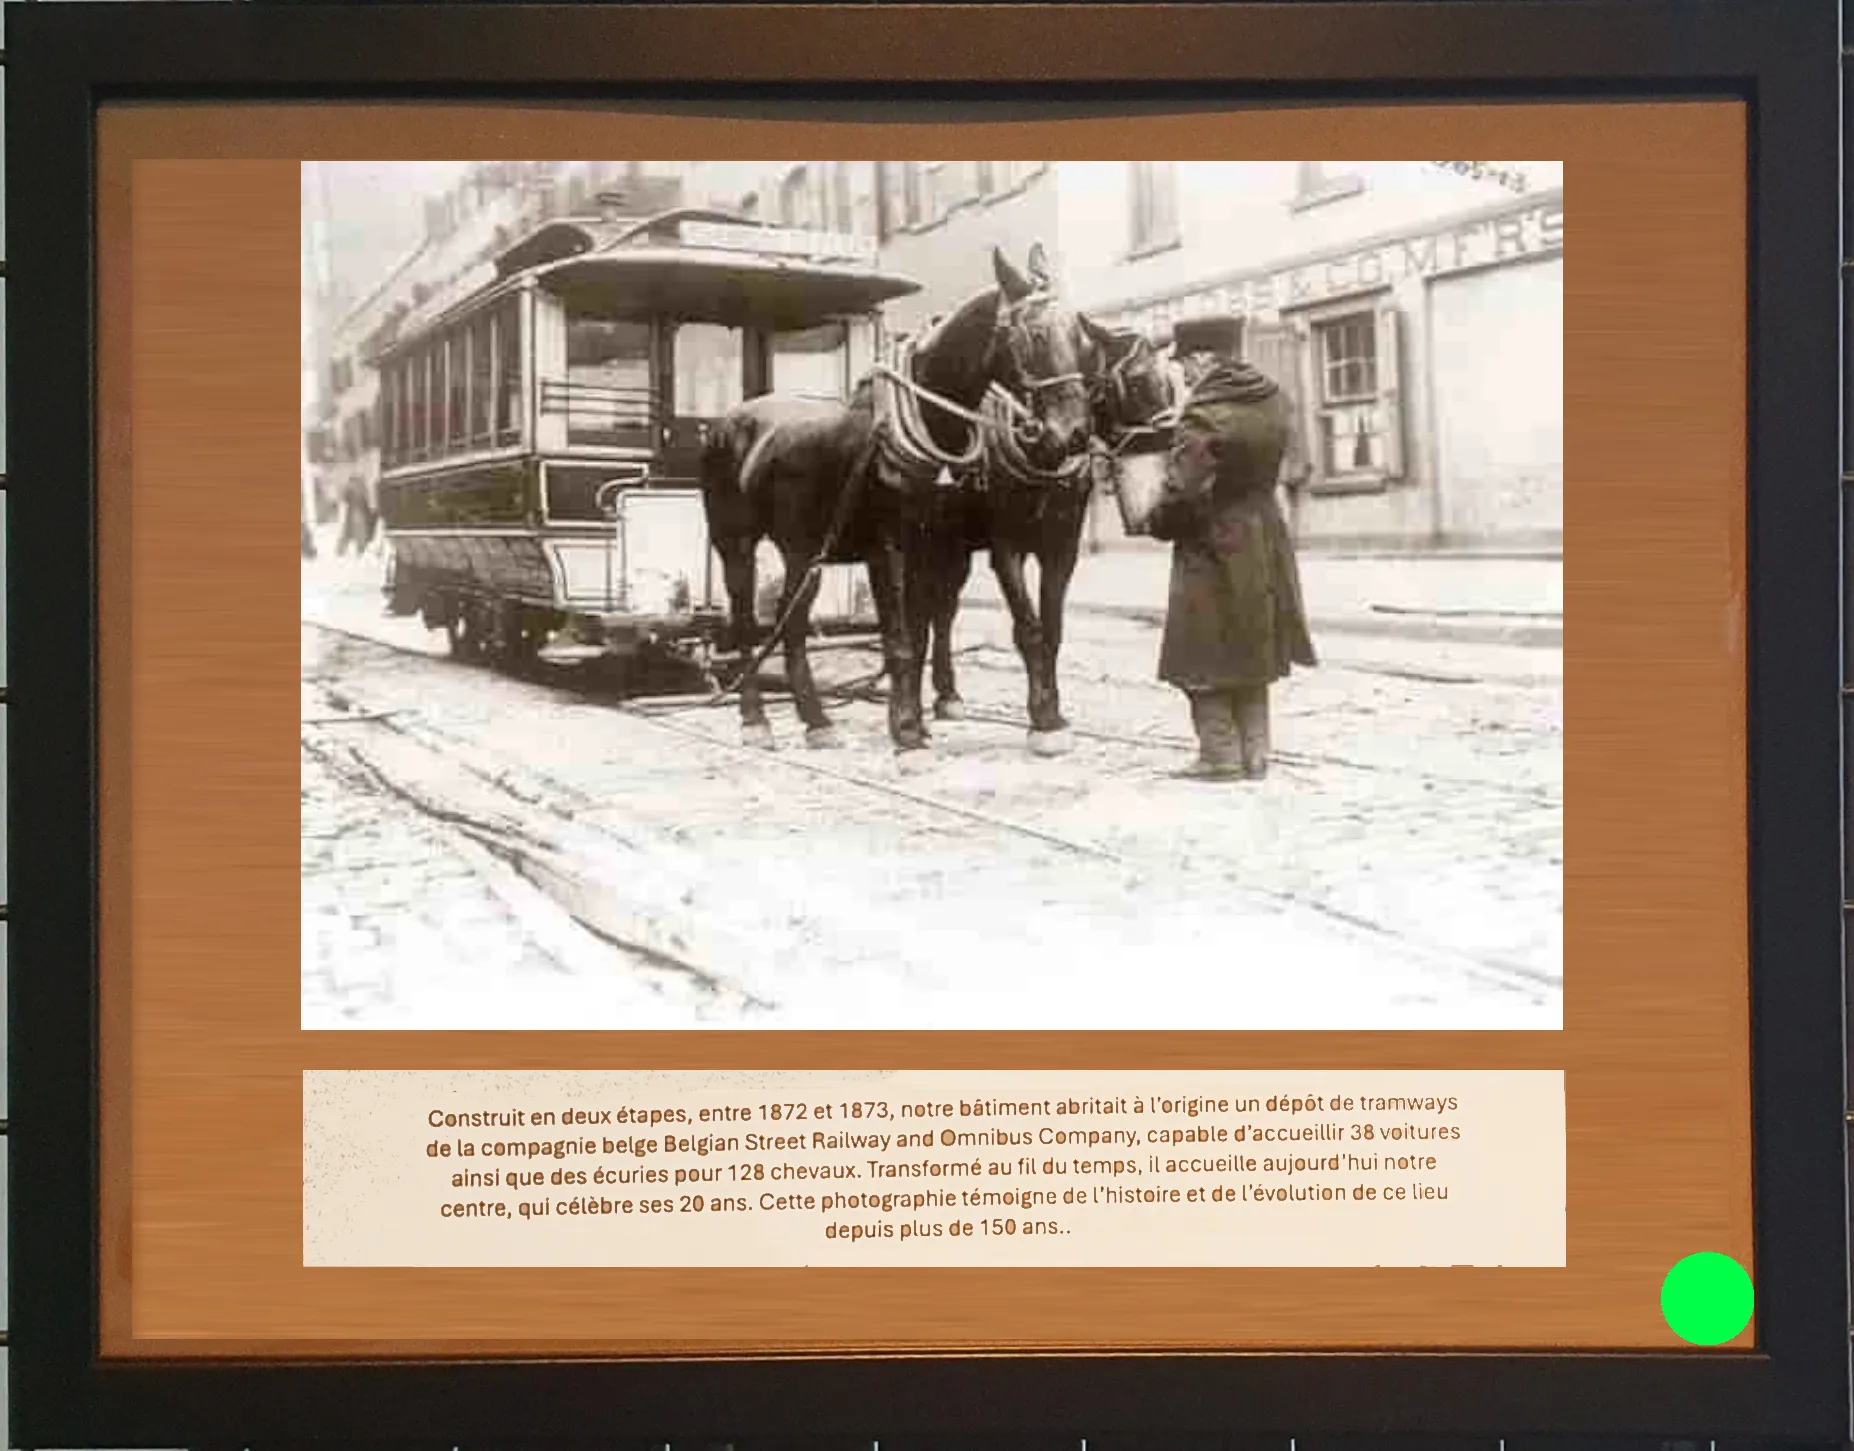 & CO. M'F'R'S
Construit en deux étapes, entre 1872 et 1873, notre bâtiment abritait à l'origine un dépôt de tramways
de la compagnie belge Belgian Street Railway and Omnibus Company, capable d'accueillir 38 voitures
ainsi que des écuries pour 128 chevaux. Transformé au fil du temps, il accueille aujourd'hui notre
centre, qui célèbre ses 20 ans. Cette photographie témoigne de l'histoire et de l'évolution de ce lieu
depuis plus de 150 ans..